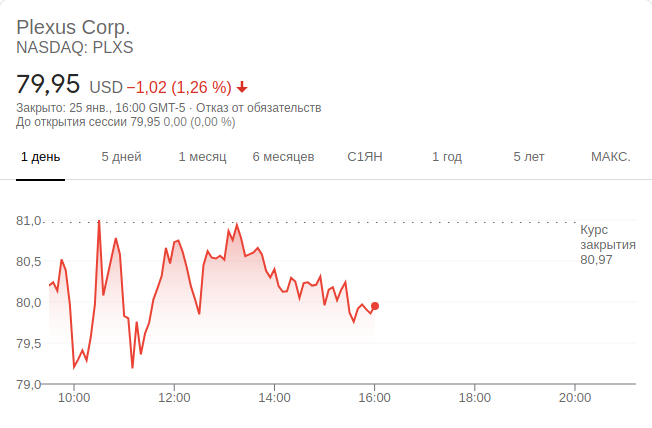 Plexus Corp.
NASDAQ: PLXS
79,95 USD −1,02 (1,26 %)
Закрыто: 25 янв., 16:00 GMT-5 · Отказ от обязательств
До открытия сессии 79,95 0,00 (0,00 %)
1 день 5 дней 1 месяц 6 месяцев С1ЯН 1 год 5 лет МАКС.
81,0
Курс
закрытия
80,97
80,5
80,0
79,5
79,0
10:00 12:00 14:00 16:00 18:00 20:00